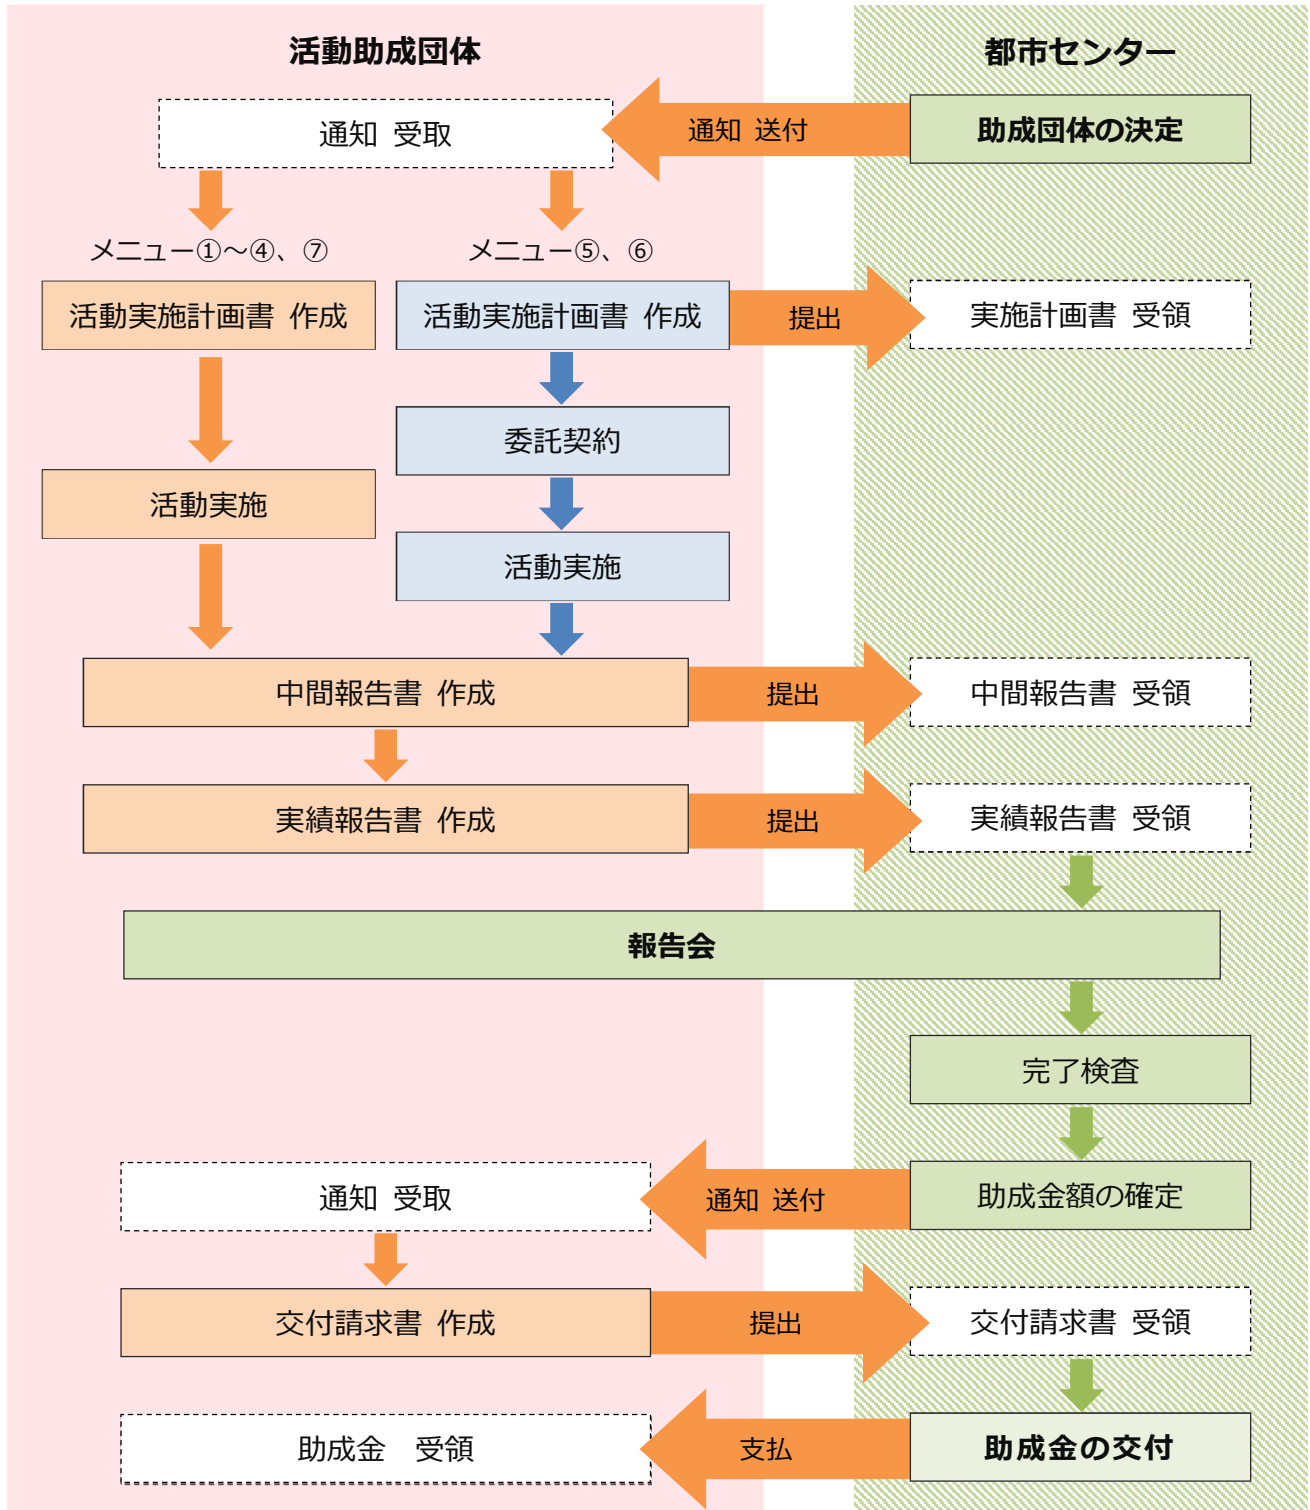 活動助成団体
都市センター
通知 受取
通知 送付
助成団体の決定
メニュー①～④、⑦
メニュー⑤、⑥
活動実施計画書 作成
活動実施計画書 作成
提出
実施計画書 受領
委託契約
活動実施
活動実施
中間報告書 作成
提出
中間報告書 受領
実績報告書 作成
提出
実績報告書 受領
報告会
完了検査
通知 受取
通知 送付
助成金額の確定
交付請求書 作成
提出
交付請求書 受領
助成金　受領
支払
助成金の交付